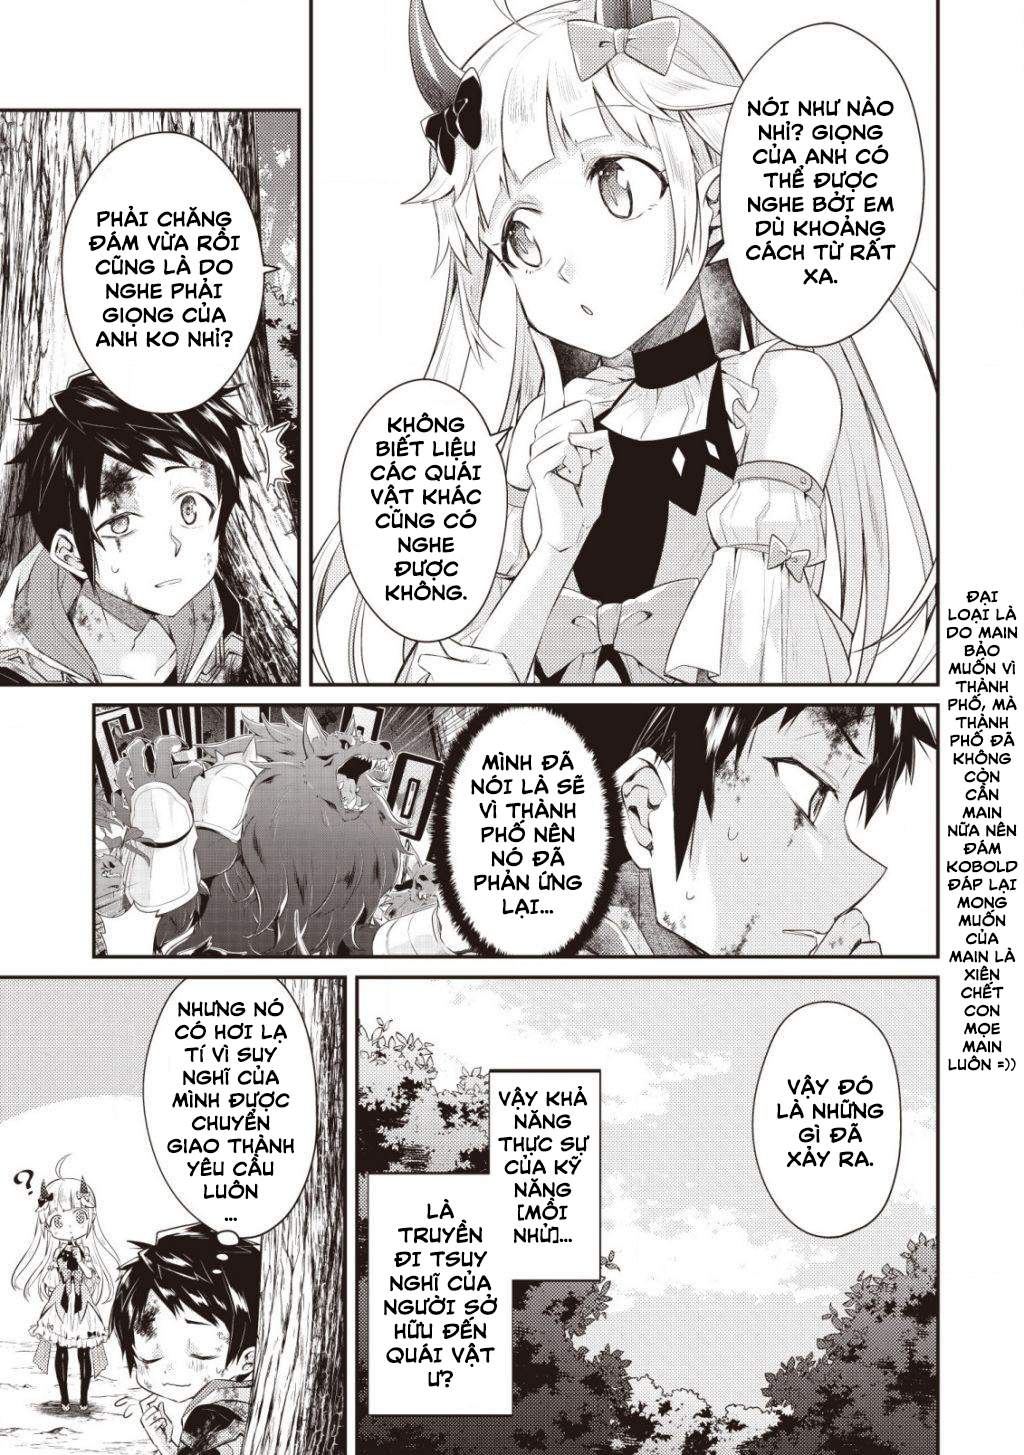 NÓI NHƯ NÀO
NHỈ? GIỌNG
CỦA ANH CÓ
THỂ ĐƯỢC
NGHE BỞI EM
DÙ KHOẢNG
CÁCH TỪ RẤT
XA.
KHÔNG
BIẾT LIỆU
CÁC QUÁI
VẬT KHÁC
CŨNG CÓ
NGHE
ĐƯỢC
KHÔNG.
PHẢI CHĂNG
ĐÁM VỪA RỒI
CŨNG LÀ DO
NGHE PHẢI
GIỌNG CỦA
ANH KO NHỈ?
MÌNH ĐÃ
NÓI LÀ SẼ
VÌ THÀNH
PHỐ NÊN
NÓ ĐÃ
PHẢN ỨNG
LẠI...
ĐẠI
LOẠI LÀ
DO MAIN
BẢO
MUỐN VÌ
THÀNH
PHỐ, MÀ
THÀNH
PHỐ ĐÃ
KHÔNG
CÒN
CẦN
MAIN
NỮA NÊN
ĐÁM
KOBOLD
ĐÁP LẠI
MONG
MUỐN
CỦA
MAIN LÀ
XIÊN
CHẾT
CON
MẸE
MAIN
LUÔN =))
VẬY ĐÓ
LÀ NHỮNG
GÌ ĐÃ
XẢY RA.
VẬY KHẢ
NĂNG
THỰC SỰ
CỦA KỸ
NĂNG
[MỒI
NHỬ]...
LÀ
TRUYỀN
ĐI TSUY
NGHĨ CỦA
NGƯỜI SỞ
HỮU ĐẾN
QUÁI VẬT
Ư?
NHƯNG NÓ
CÓ HƠI LẠ
TÍ VÌ SUY
NGHĨ CỦA
MÌNH ĐƯỢC
CHUYỂN
GIAO THÀNH
YÊU CẦU
LUÔN
...
?